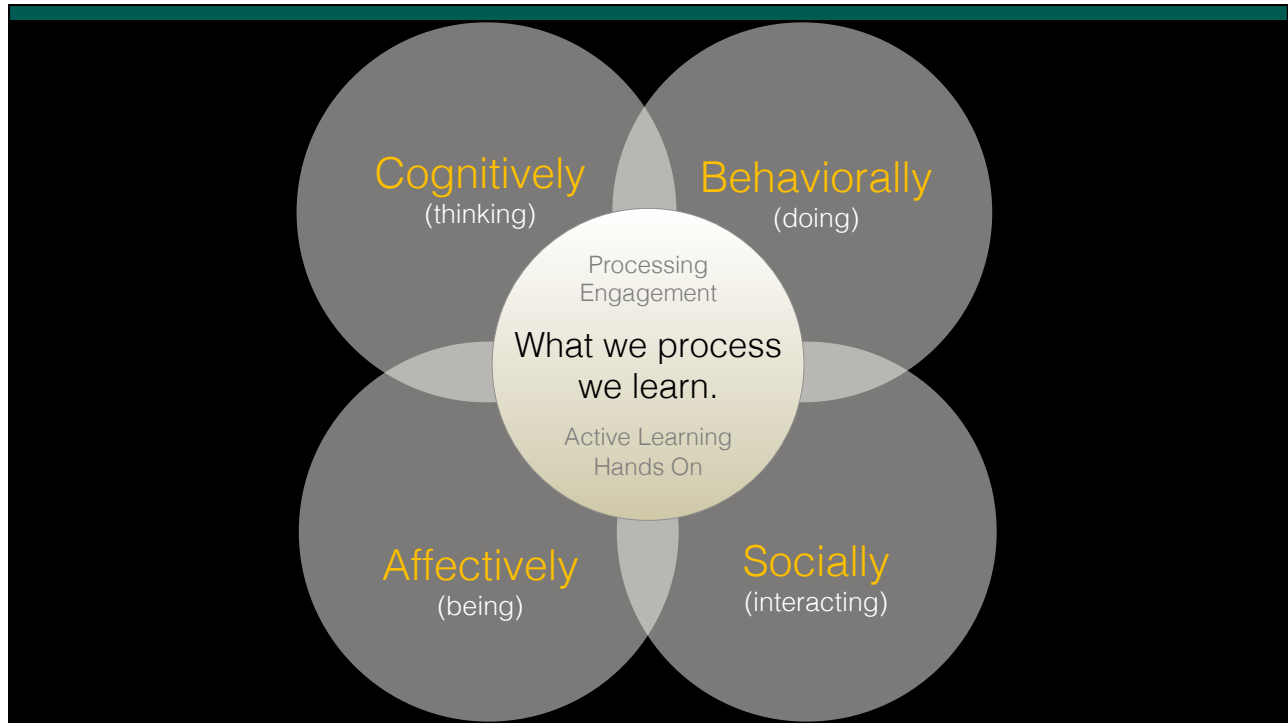 Cognitively
(thinking)
Behaviorally
(doing)
Processing
Engagement
What we process
we learn.
Active Learning
Hands On
Affectively
(being)
Socially
(interacting)